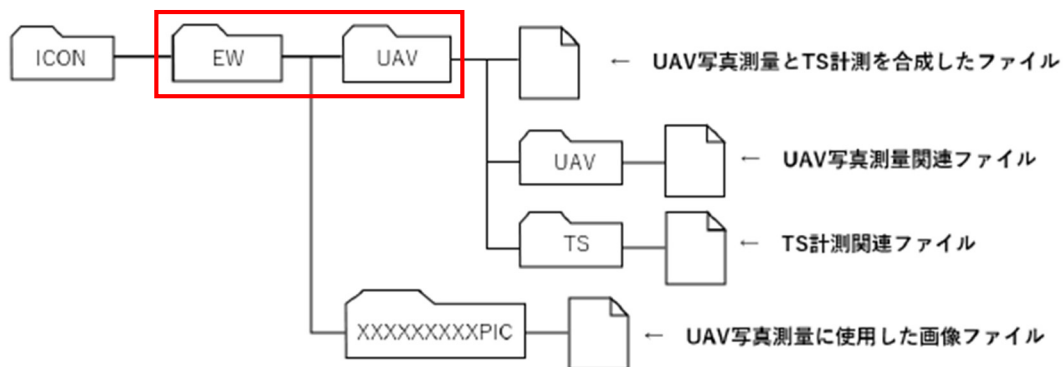 ICON
EW
UAV
← UAV写真測量とTS計測を合成したファイル
UAV
← UAV写真測量関連ファイル
TS
← TS計測関連ファイル
XXXXXXXXXPIC
← UAV写真測量に使用した画像ファイル